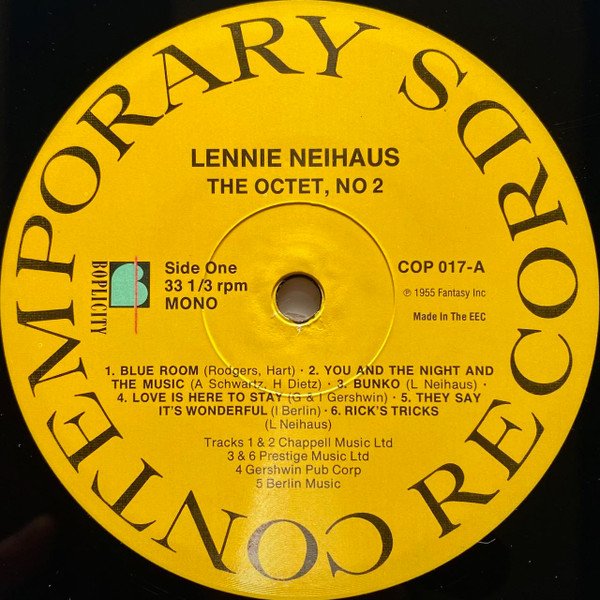 CONTEMPORARY RECORDS
LENNIE NEIHAUS
THE OCTET, NO 2
BOPLICITY
B
Side One
33 1/3 rpm
MONO
COP 017-A
℗ 1955 Fantasy Inc
Made In The EEC
1. BLUE ROOM (Rodgers, Hart) · 2. YOU AND THE NIGHT AND
THE MUSIC (A Schwartz, H Dietz) · 3. BUNKO (L Neihaus) ·
4. LOVE IS HERE TO STAY (G & I Gershwin) · 5. THEY SAY
IT'S WONDERFUL (I Berlin) · 6. RICK'S TRICKS
(L Neihaus)
Tracks 1 & 2 Chappell Music Ltd
3 & 6 Prestige Music Ltd
4 Gershwin Pub Corp
5 Berlin Music